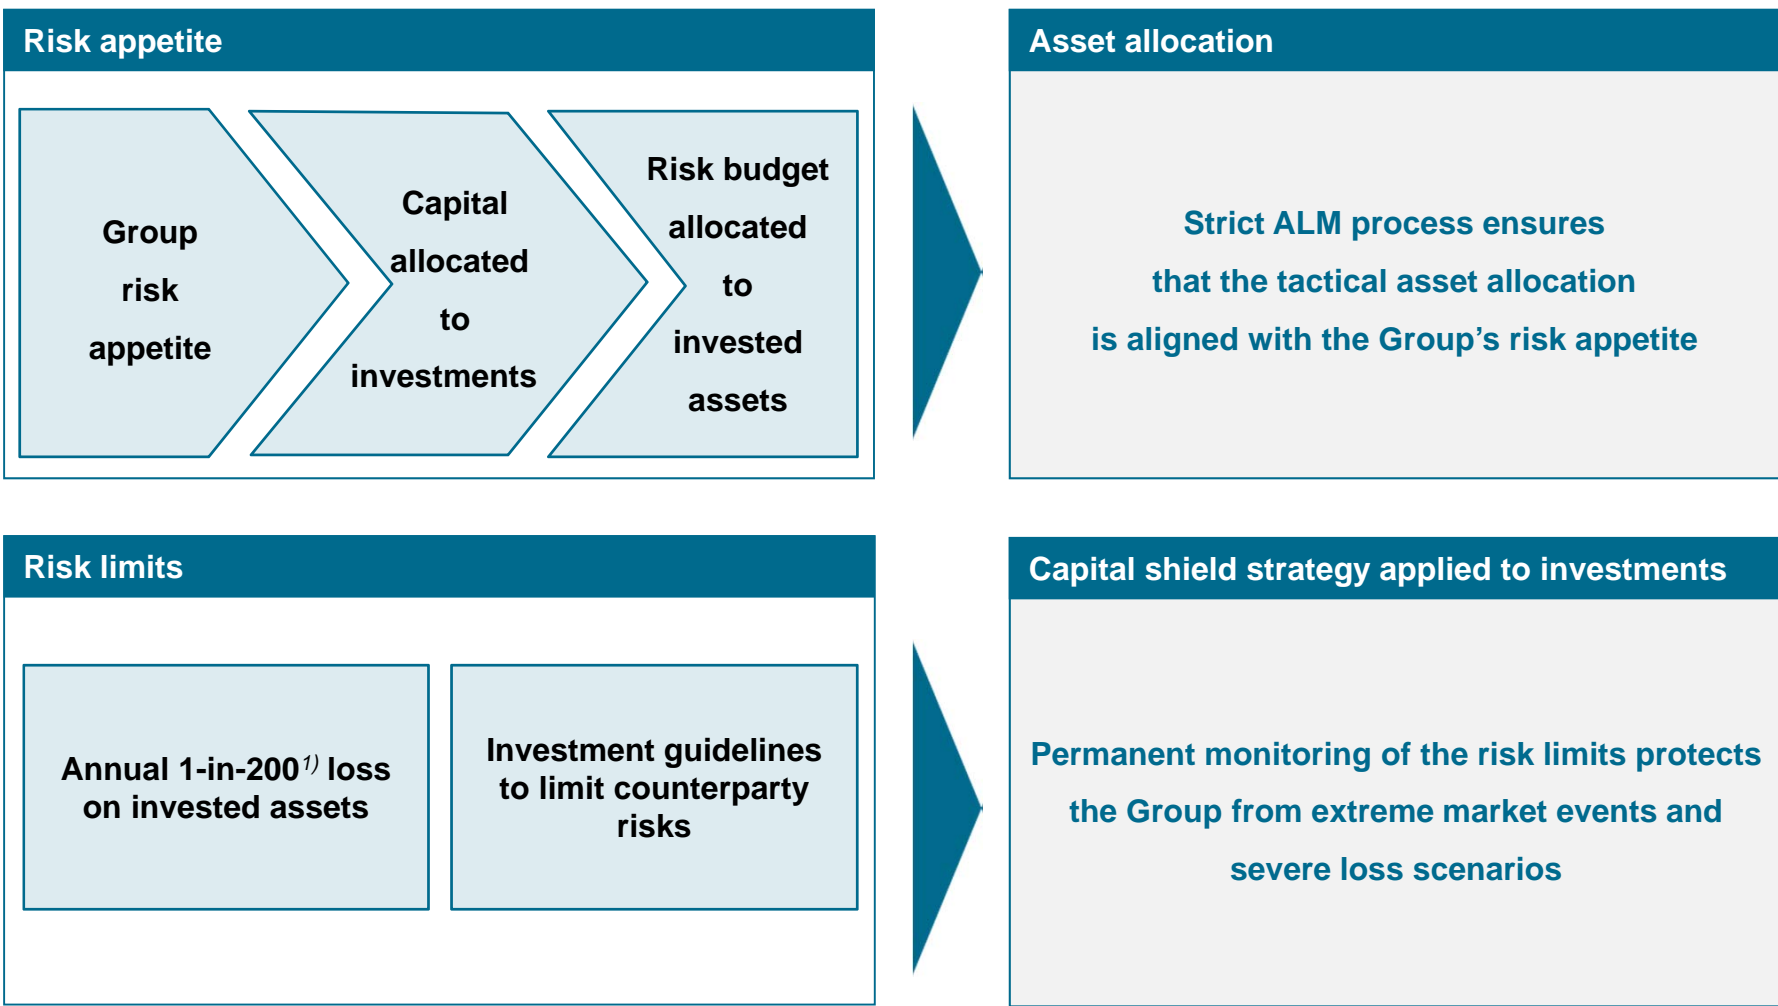 Risk appetite
Group
risk
appetite
Capital
allocated
to
investments
Risk budget
allocated
to
invested
assets
Asset allocation
Strict ALM process ensures
that the tactical asset allocation
is aligned with the Group’s risk appetite
Risk limits
Annual 1-in-200¹⁾ loss
on invested assets
Investment guidelines
to limit counterparty
risks
Capital shield strategy applied to investments
Permanent monitoring of the risk limits protects
the Group from extreme market events and
severe loss scenarios